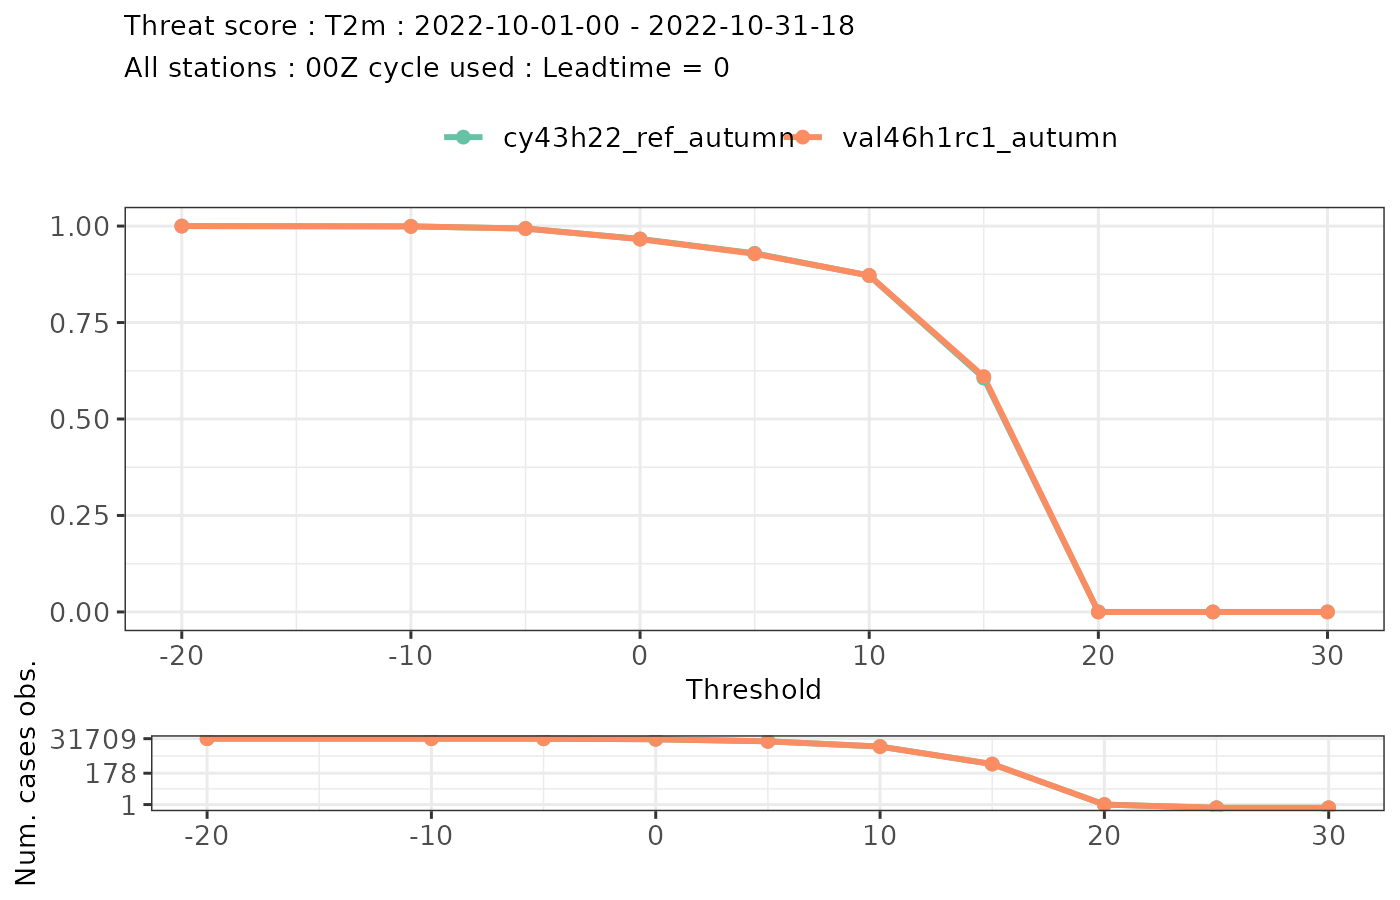 Threat score : T2m : 2022-10-01-00 - 2022-10-31-18
All stations : 00Z cycle used : Leadtime = 0
cy43h22_ref_autumn val46h1rc1_autumn
1.00
0.75
0.50
0.25
0.00
-20 -10 0 10 20 30
Threshold
Num. cases obs.
31709
178
1
-20 -10 0 10 20 30